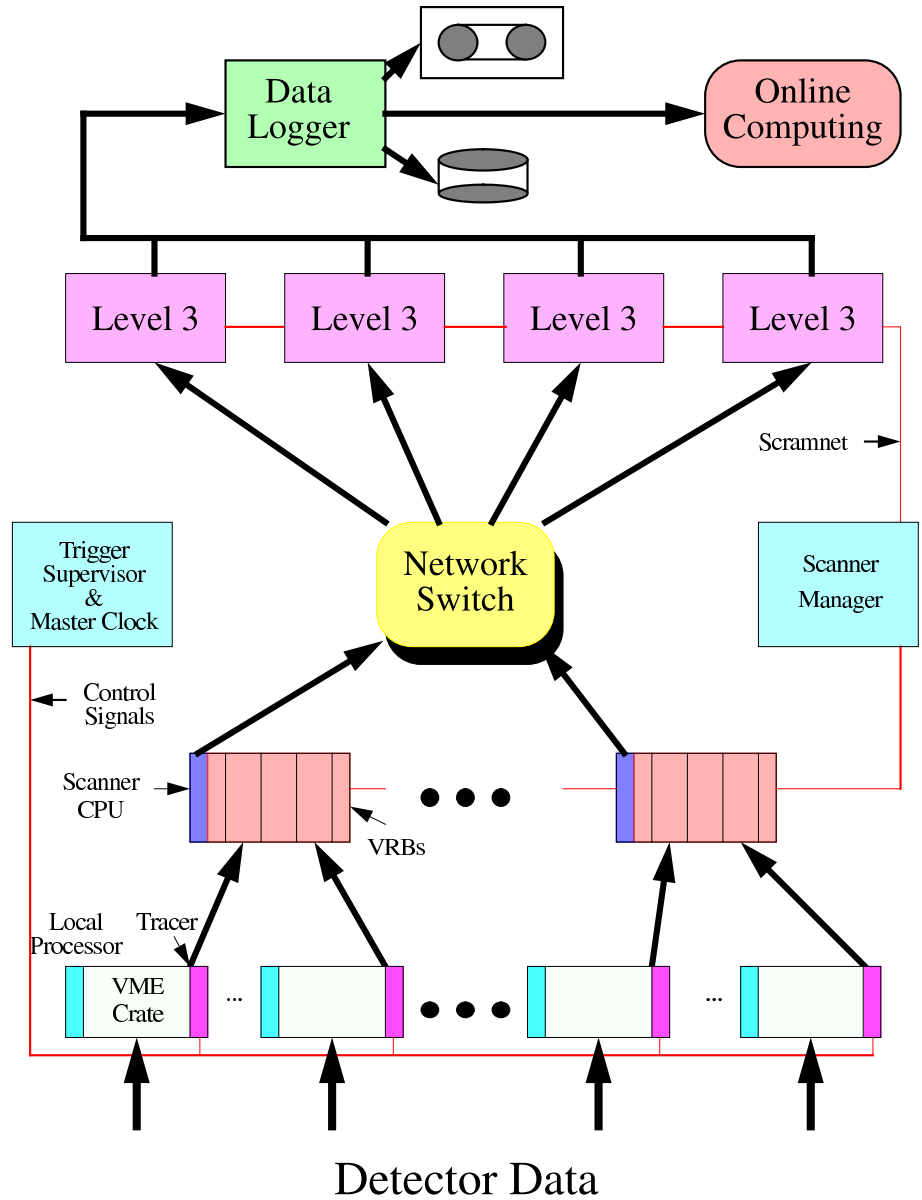 Data
Logger
Online
Computing
Level 3
Level 3
Level 3
Level 3
Scramnet
Trigger
Supervisor
&
Master Clock
Network
Switch
Scanner
Manager
Control
Signals
Scanner
CPU
VRBs
Local
Processor
Tracer
VME
Crate
...
...
Detector Data